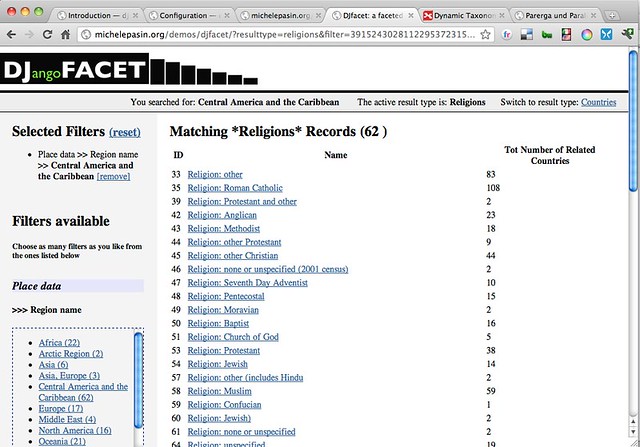 Introduction — dj
Configuration —
michelepasin.org
DJfacet: a faceted
Dynamic Taxonom
Parerga und Paral
michelepasin.org/demos/djfacet/?resulttype=religions&filter=3915243028112295372315...
DJangoFACET
You searched for: Central America and the Caribbean The active result type is: Religions Switch to result type: Countries
Selected Filters (reset)
Place data >> Region name
>> Central America and
the Caribbean [remove]
Filters available
Choose as many filters as you like from
the ones listed below
Place data
>>> Region name
Africa (22)
Arctic Region (2)
Asia (6)
Asia, Europe (3)
Central America and the
Caribbean (62)
Europe (17)
Middle East (4)
North America (16)
Oceania (21)
Matching *Religions* Records (62 )
ID Name Tot Number of Related
Countries
33 Religion: other 83
35 Religion: Roman Catholic 108
39 Religion: Protestant and other 2
42 Religion: Anglican 23
43 Religion: Methodist 18
44 Religion: other Protestant 9
45 Religion: other Christian 44
46 Religion: none or unspecified (2001 census) 2
47 Religion: Seventh Day Adventist 10
48 Religion: Pentecostal 15
49 Religion: Moravian 2
50 Religion: Baptist 16
51 Religion: Church of God 5
53 Religion: Protestant 38
54 Religion: Jewish 14
57 Religion: other (includes Hindu 2
58 Religion: Muslim 59
59 Religion: Confucian 1
60 Religion: Jewish) 2
61 Religion: none or unspecified 2
64 Religion: unspecified 19